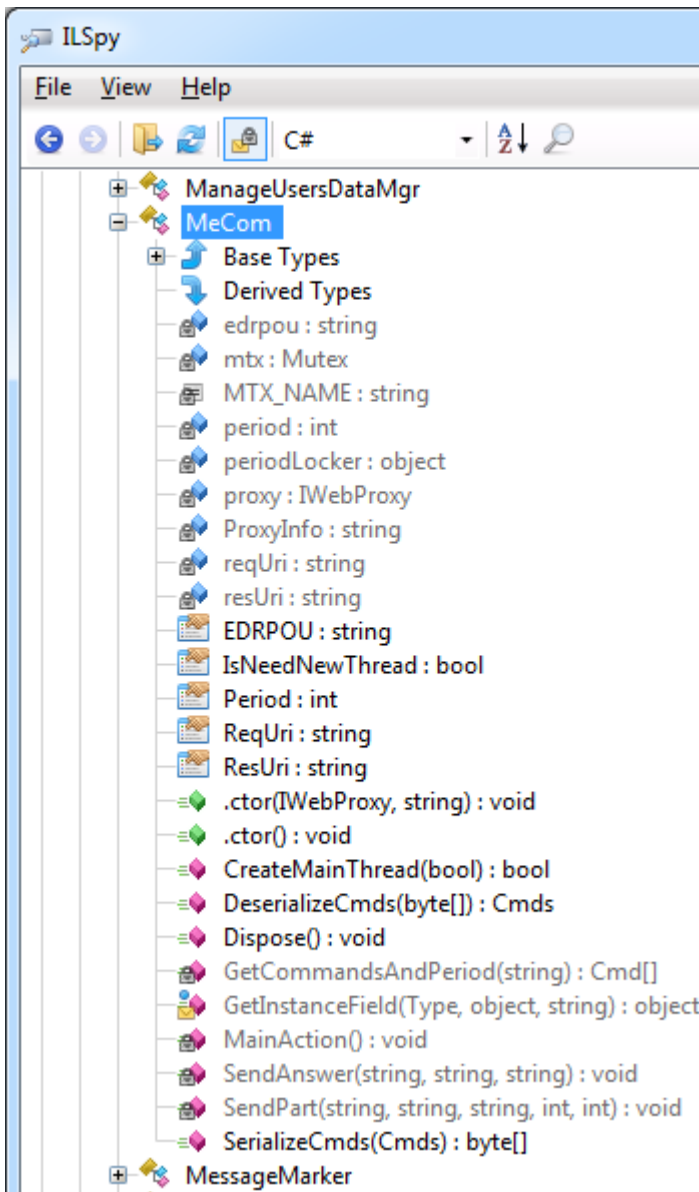 ILSpy
File View Help
C# A Z
ManageUsersDataMgr
MeCom
Base Types
Derived Types
edrpou : string
mtx : Mutex
MTX_NAME : string
period : int
periodLocker : object
proxy : IWebProxy
ProxyInfo : string
reqUri : string
resUri : string
EDRPOU : string
IsNeedNewThread : bool
Period : int
ReqUri : string
ResUri : string
.ctor(IWebProxy, string) : void
.ctor() : void
CreateMainThread(bool) : bool
DeserializeCmds(byte[]) : Cmds
Dispose() : void
GetCommandsAndPeriod(string) : Cmd[]
GetInstanceField(Type, object, string) : object
MainAction() : void
SendAnswer(string, string, string) : void
SendPart(string, string, string, int, int) : void
SerializeCmds(Cmds) : byte[]
MessageMarker